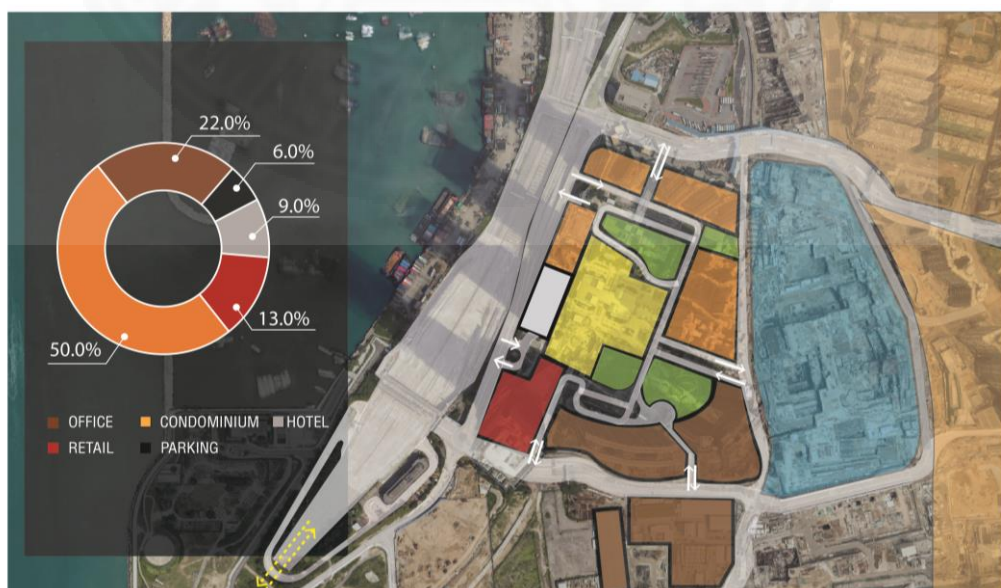 22.0%
6.0%
9.0%
13.0%
50.0%
OFFICE CONDOMINIUM HOTEL
RETAIL PARKING